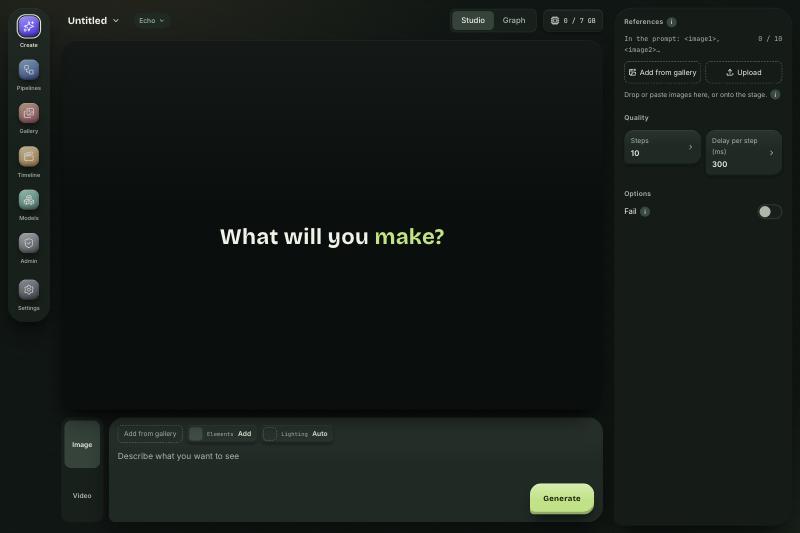 Untitled
Echo
Studio
Graph
0 / 7 GB
Create
Pipelines
Gallery
Timeline
Models
Admin
Settings
What will you make?
Image
Video
Add from gallery
Elements Add
Lighting Auto
Describe what you want to see
Generate
References i
In the prompt: <image1>, 0 / 10
<image2>…
Add from gallery
Upload
Drop or paste images here, or onto the stage. i
Quality
Steps
10
Delay per step
(ms)
300
Options
Fail i